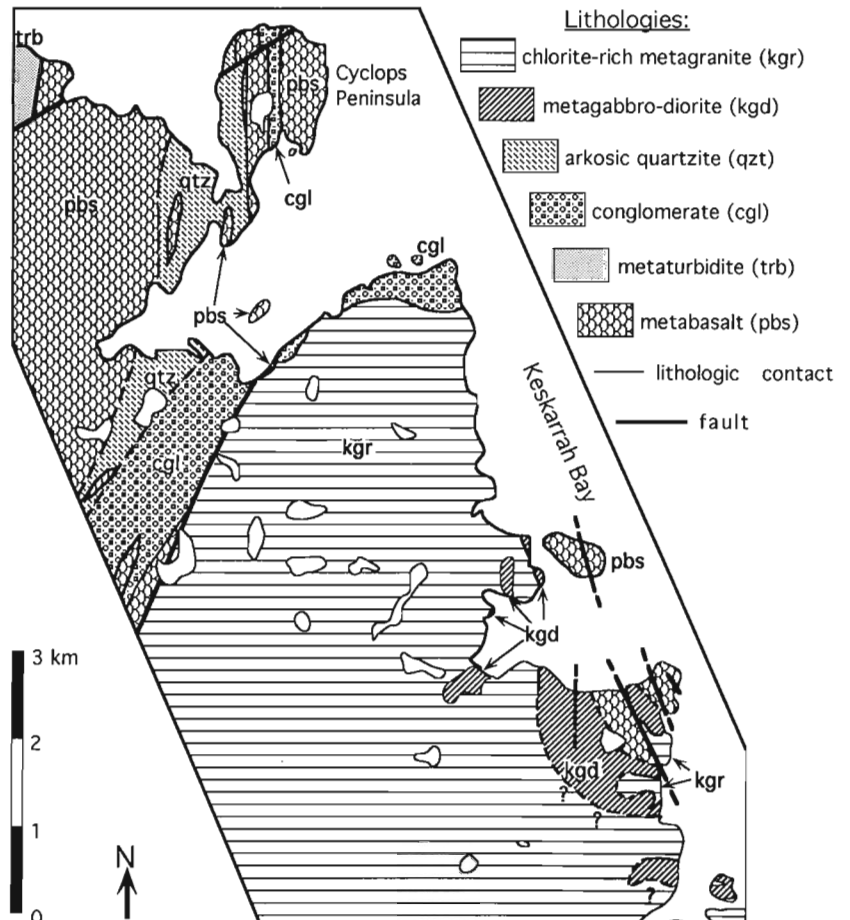 Lithologies:
chlorite-rich metagranite (kgr)
metagabbro-diorite (kgd)
arkosic quartzite (qzt)
conglomerate (cgl)
metaturbidite (trb)
metabasalt (pbs)
lithologic contact
fault
trb
pbs
Cyclops
Peninsula
qtz
pbs
cgl
cgl
pbs
qtz
Keskarrah Bay
kgr
cgl
pbs
kgd
3 km
2
1
0
kgd
kgr
?
?
?
N